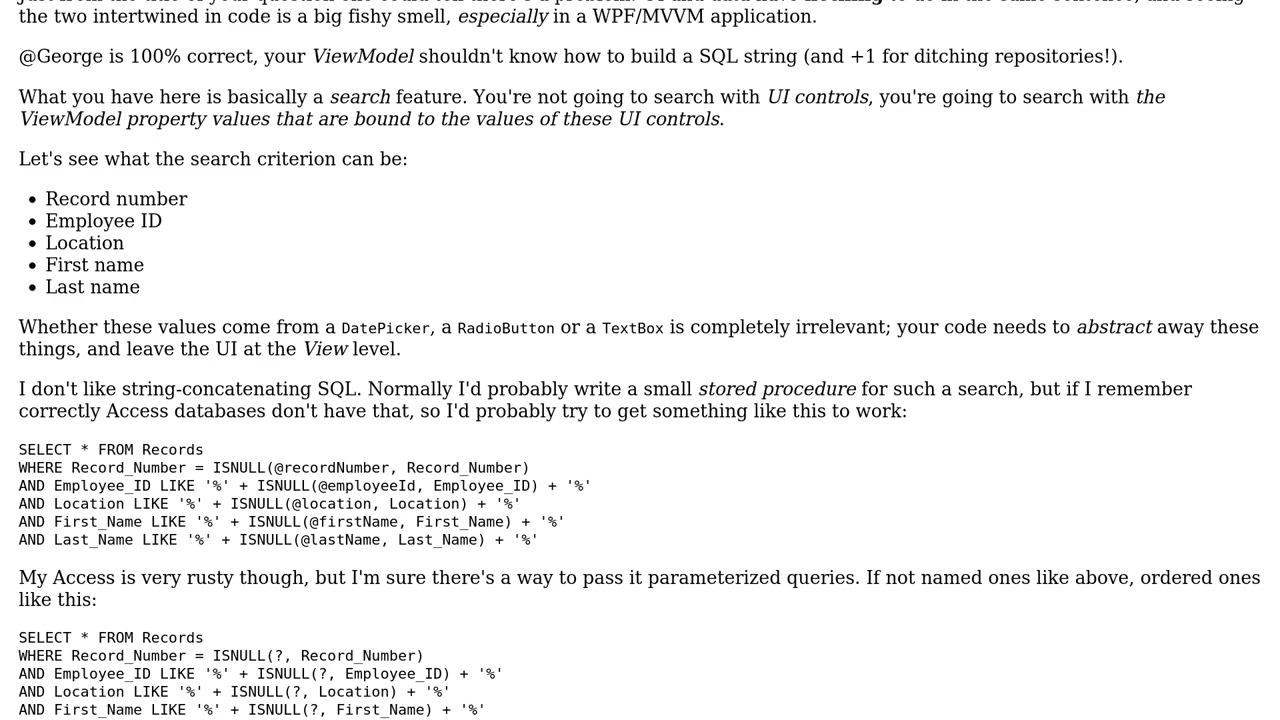 the two intertwined in code is a big fishy smell, especially in a WPF/MVVM application.
@George is 100% correct, your ViewModel shouldn't know how to build a SQL string (and +1 for ditching repositories!).
What you have here is basically a search feature. You're not going to search with UI controls, you're going to search with the
ViewModel property values that are bound to the values of these UI controls.
Let's see what the search criterion can be:
• Record number
• Employee ID
• Location
• First name
• Last name
Whether these values come from a DatePicker, a RadioButton or a TextBox is completely irrelevant; your code needs to abstract away these
things, and leave the UI at the View level.
I don't like string-concatenating SQL. Normally I'd probably write a small stored procedure for such a search, but if I remember
correctly Access databases don't have that, so I'd probably try to get something like this to work:
SELECT * FROM Records
WHERE Record_Number = ISNULL(@recordNumber, Record_Number)
AND Employee_ID LIKE '%' + ISNULL(@employeeId, Employee_ID) + '%'
AND Location LIKE '%' + ISNULL(@location, Location) + '%'
AND First_Name LIKE '%' + ISNULL(@firstName, First_Name) + '%'
AND Last_Name LIKE '%' + ISNULL(@lastName, Last_Name) + '%'
My Access is very rusty though, but I'm sure there's a way to pass it parameterized queries. If not named ones like above, ordered ones
like this:
SELECT * FROM Records
WHERE Record_Number = ISNULL(?, Record_Number)
AND Employee_ID LIKE '%' + ISNULL(?, Employee_ID) + '%'
AND Location LIKE '%' + ISNULL(?, Location) + '%'
AND First_Name LIKE '%' + ISNULL(?, First_Name) + '%'